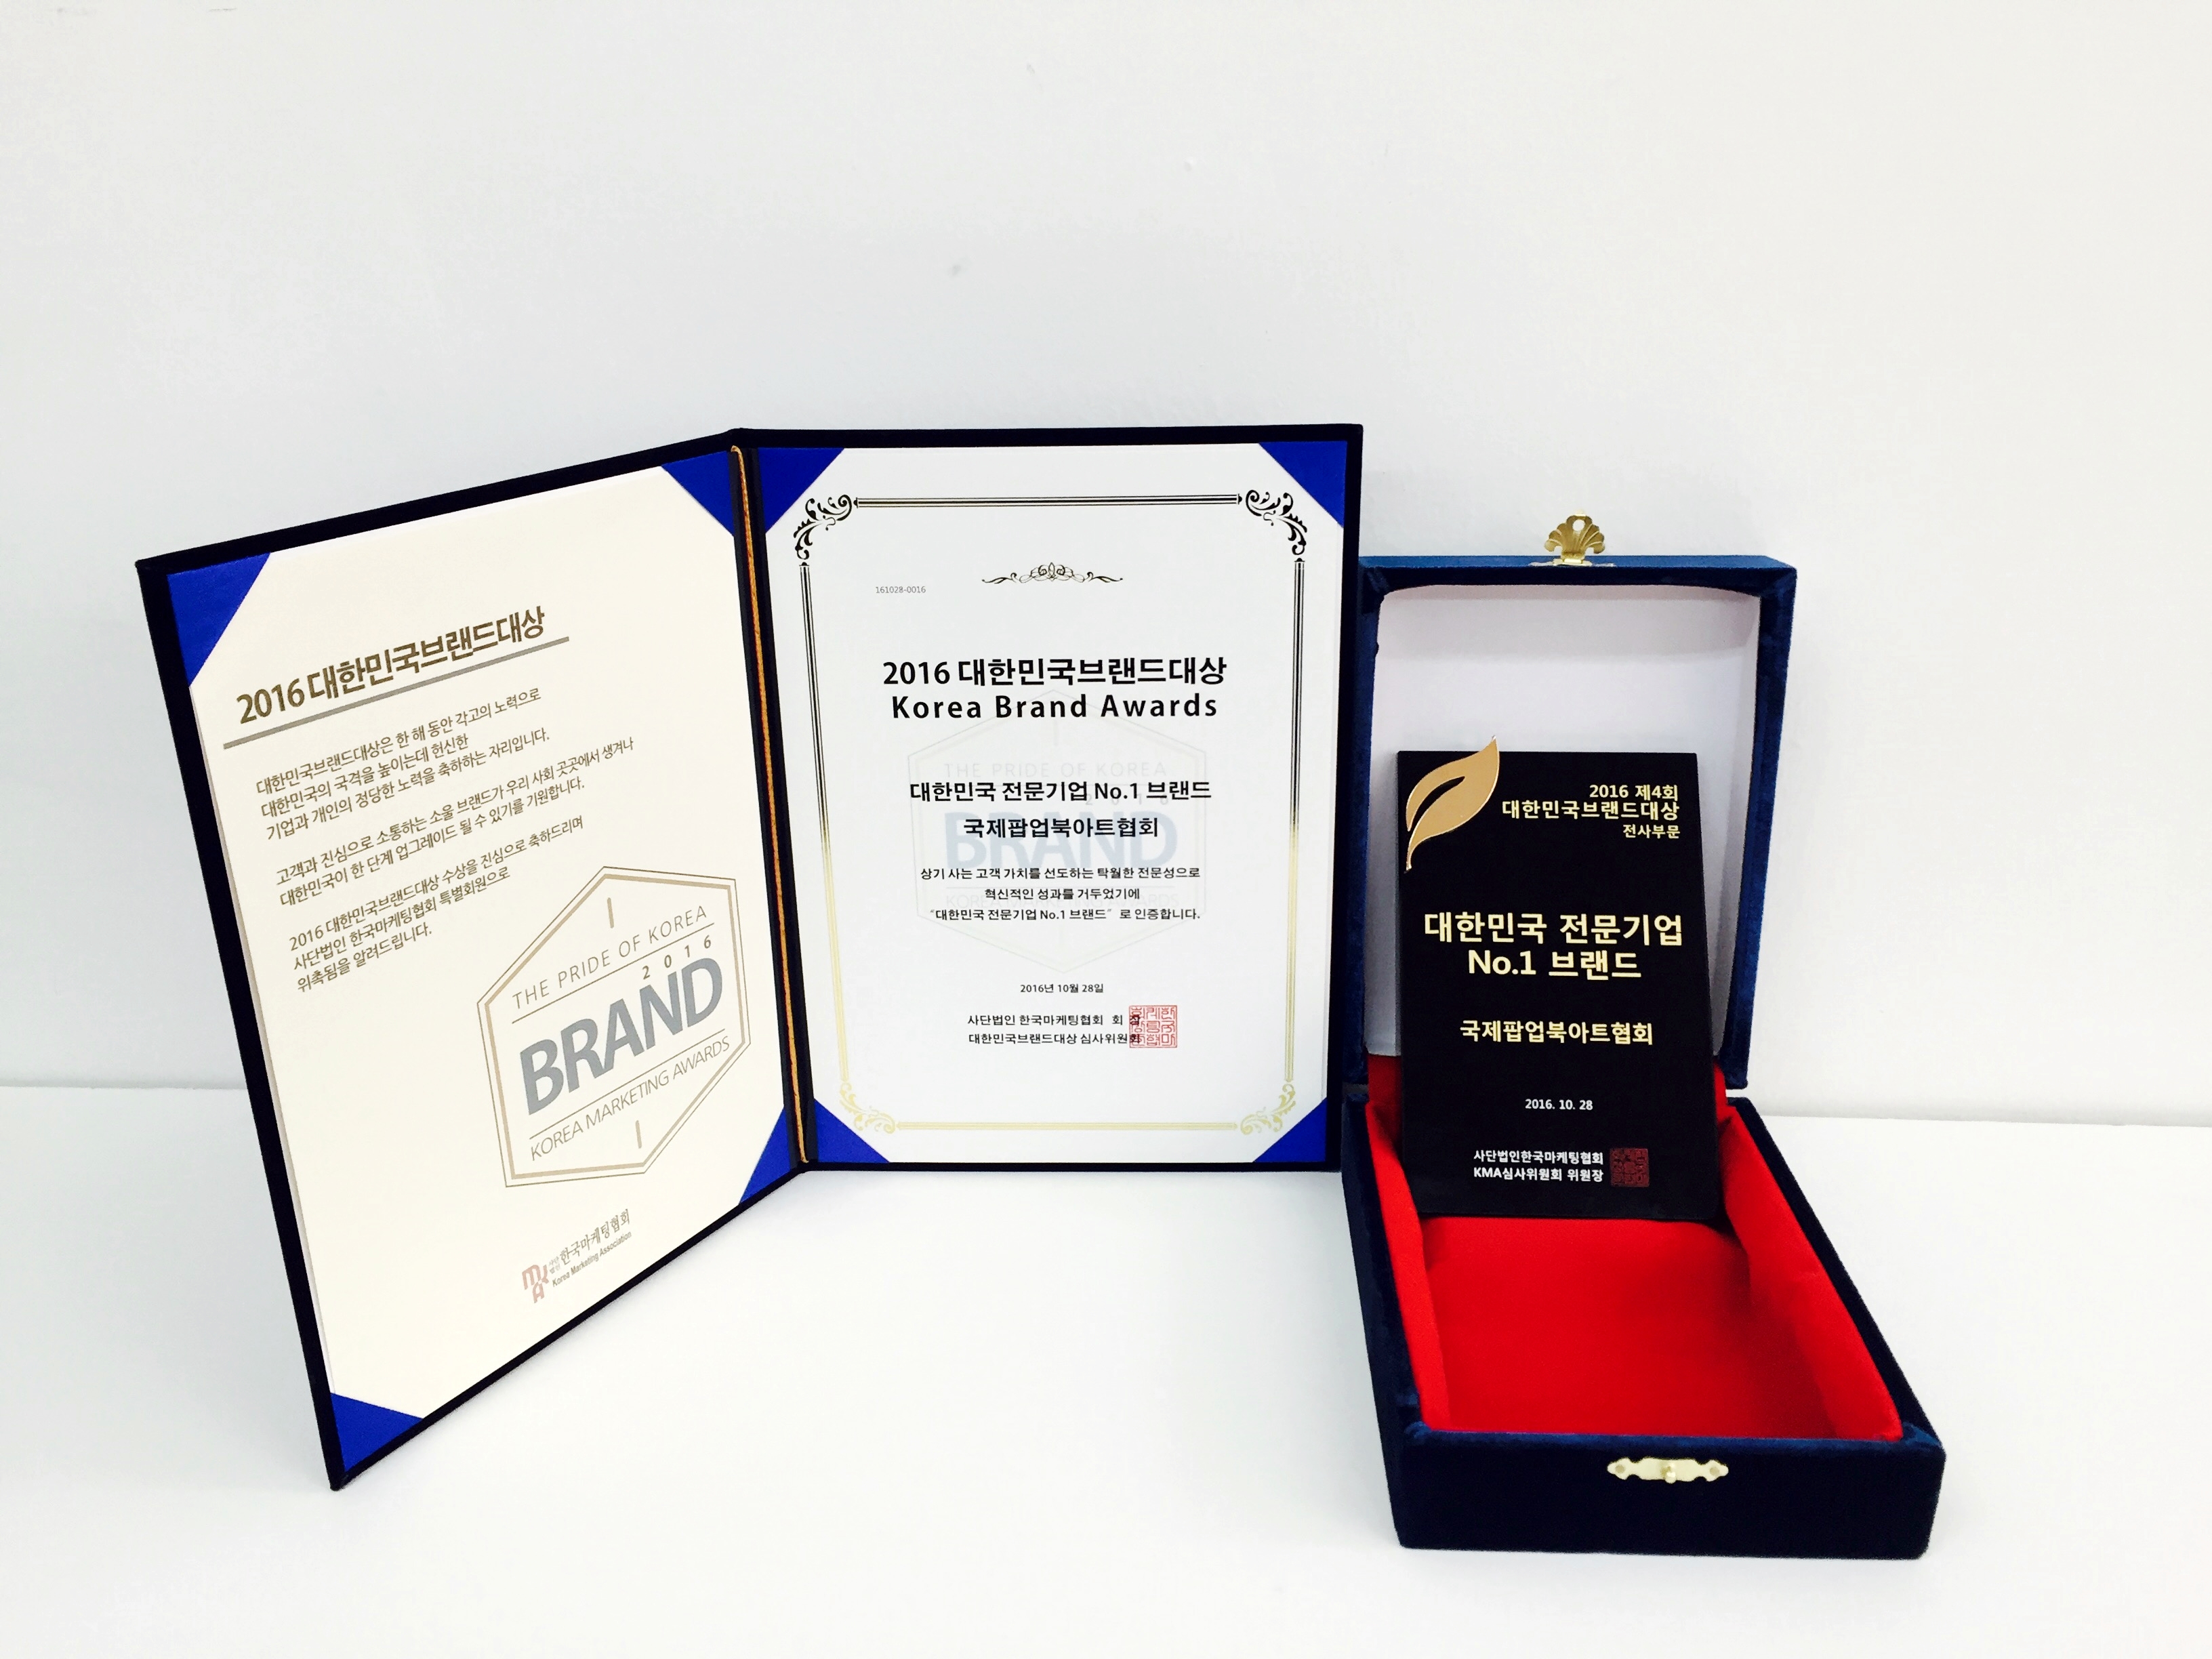 2016 대한민국브랜드대상
대한민국브랜드대상은 한 해 동안 각고의 노력으로
대한민국의 국격을 높이는데 헌신한
기업과 개인의 정당한 노력을 축하하는 자리입니다.
고객과 진심으로 소통하는 소울 브랜드가 우리 사회 곳곳에서 생겨나
대한민국이 한 단계 업그레이드 될 수 있기를 기원합니다.
2016 대한민국브랜드대상 수상을 진심으로 축하드리며
사단법인 한국마케팅협회 특별회원으로
위촉됨을 알려드립니다.
THE PRIDE OF KOREA
2016
BRAND
KOREA MARKETING AWARDS
사단법인 한국마케팅협회
Korea Marketing Association
161028-0016
2016 대한민국브랜드대상
Korea Brand Awards
THE PRIDE OF KOREA
대한민국 전문기업 No.1 브랜드
국제팝업북아트협회
BRAND
상기 사는 고객 가치를 선도하는 탁월한 전문성으로
혁신적인 성과를 거두었기에
"대한민국 전문기업 No.1 브랜드" 로 인증합니다.
2016년 10월 28일
사단법인 한국마케팅협회 회 장
대한민국브랜드대상 심사위원회
2016 제4회
대한민국브랜드대상
전사부문
대한민국 전문기업
No.1 브랜드
국제팝업북아트협회
2016. 10. 28
사단법인한국마케팅협회
KMA심사위원회 위원장